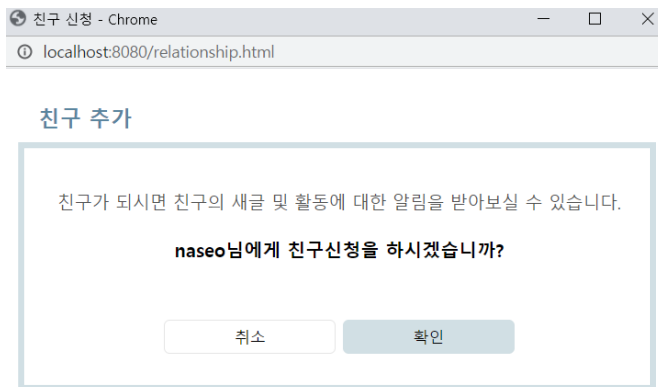 친구 신청 - Chrome
localhost:8080/relationship.html
친구 추가
친구가 되시면 친구의 새글 및 활동에 대한 알림을 받아보실 수 있습니다.
naseo님에게 친구신청을 하시겠습니까?
취소 확인